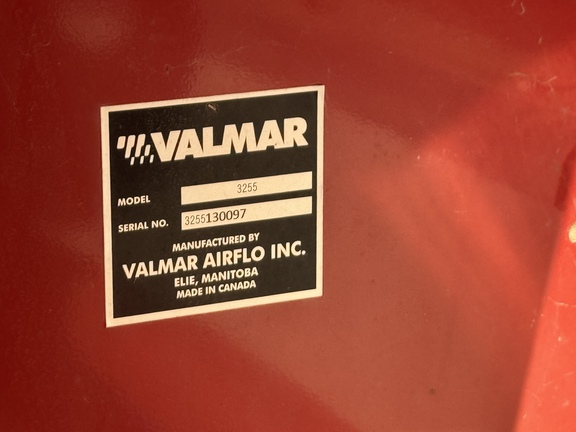 VALMAR
MODEL 3255
SERIAL NO. 3255130097
MANUFACTURED BY
VALMAR AIRFLO INC.
ELIE, MANITOBA
MADE IN CANADA